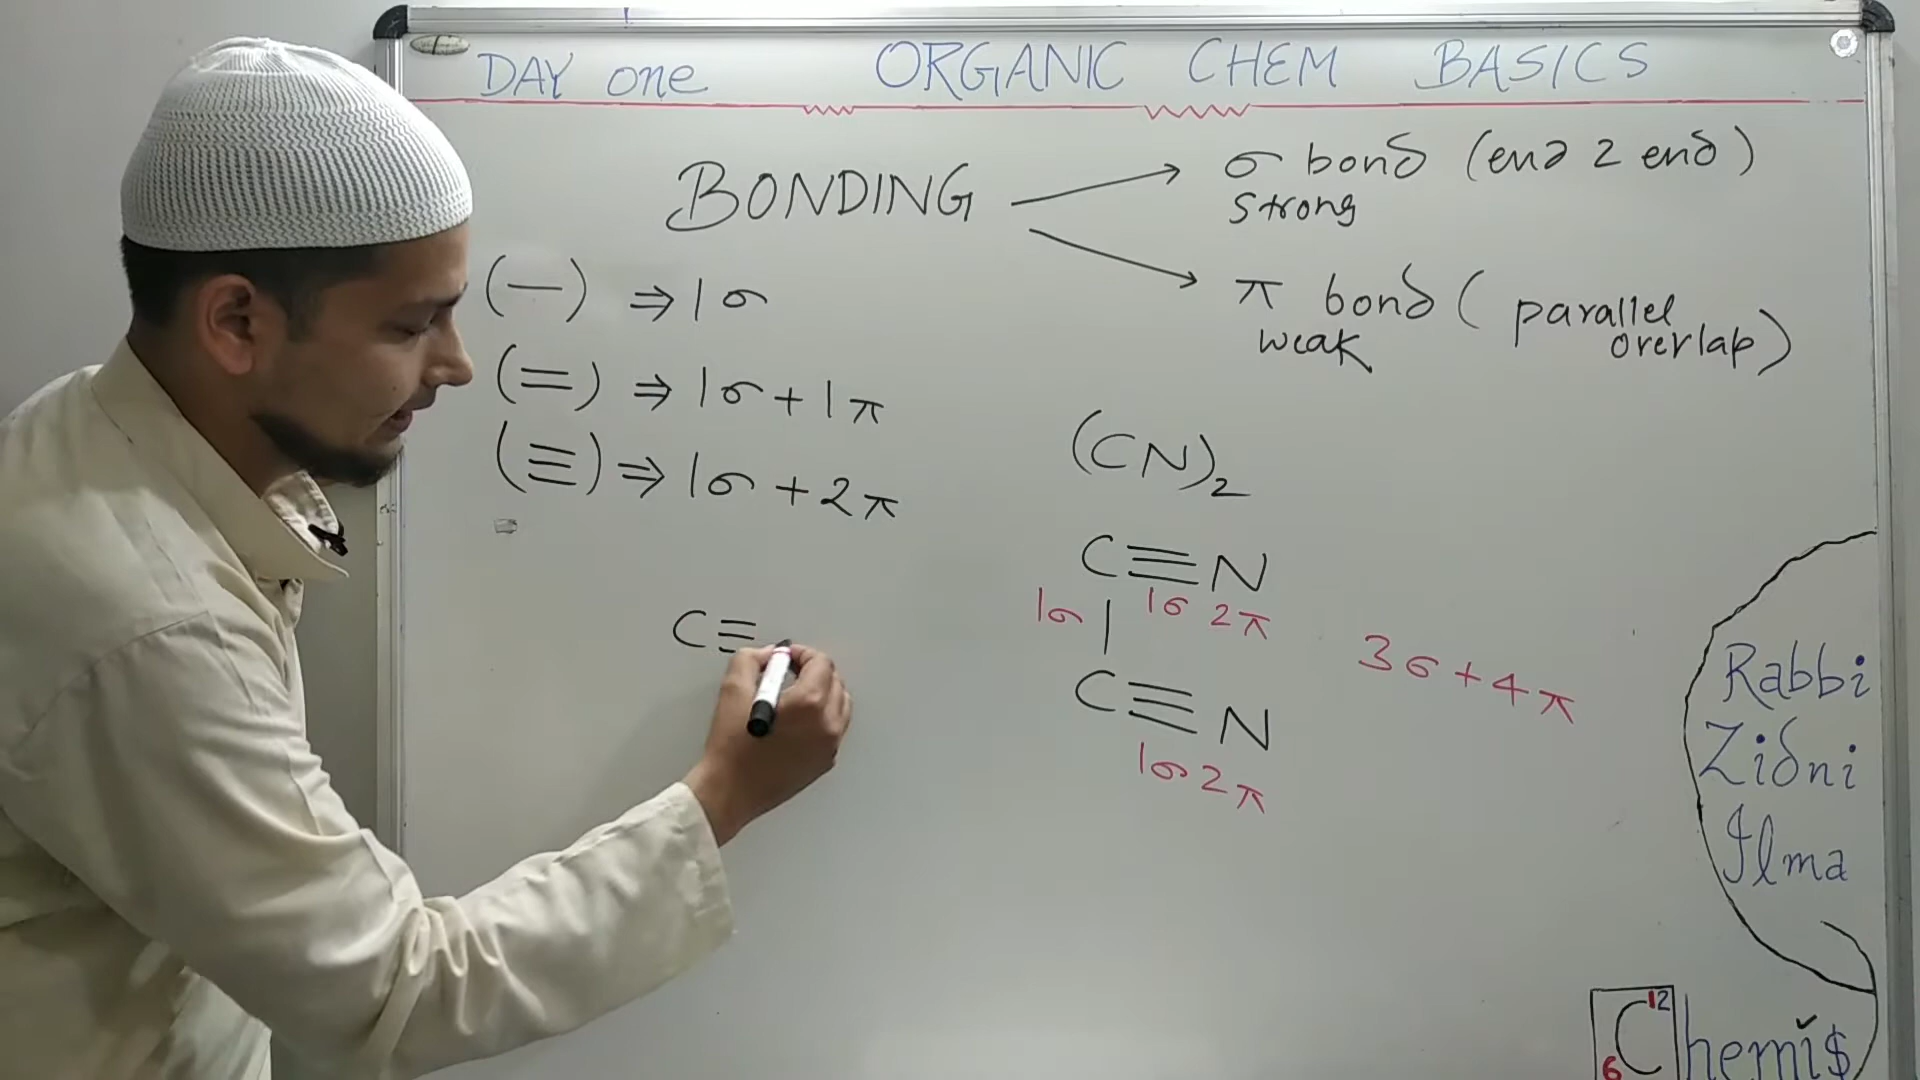 DAY one ORGANIC CHEM BASICS
BONDING
σ bond (end 2 end)
strong
π bond ( parallel
overlap)
weak
(—) ⇒ 1σ
(=) ⇒ 1σ + 1π
(≡) ⇒ 1σ + 2π
C≡
(CN)₂
C≡N
1σ | 1σ 2π
C≡N
1σ 2π
3σ + 4π
Rabbi
Zidni
Ilma
12
6
Chemis